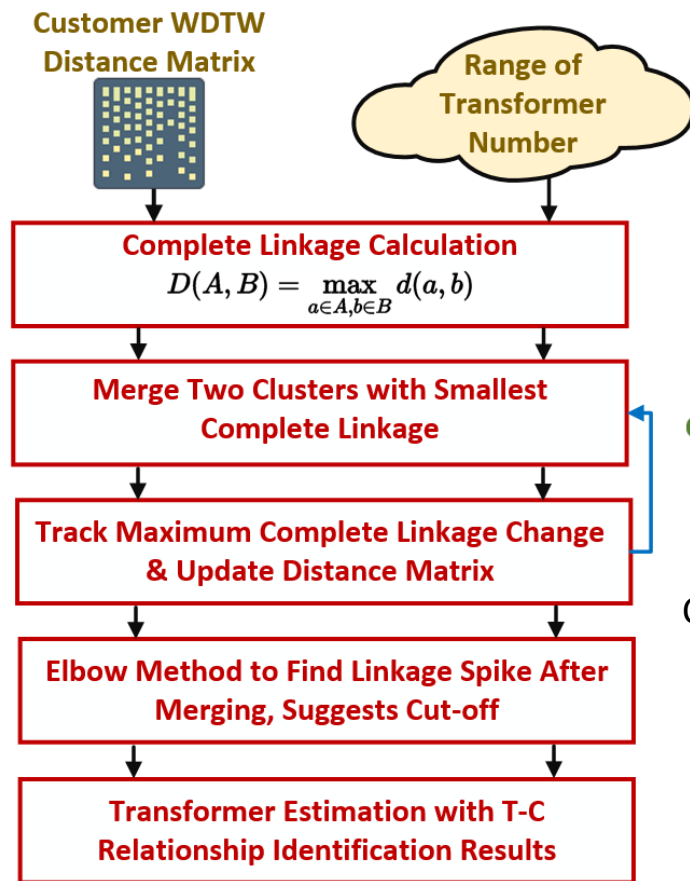 Customer WDTW
Distance Matrix
Range of
Transformer
Number
Complete Linkage Calculation
D(A, B) = max d(a, b)
a∈A,b∈B
Merge Two Clusters with Smallest
Complete Linkage
Track Maximum Complete Linkage Change
& Update Distance Matrix
Elbow Method to Find Linkage Spike After
Merging, Suggests Cut-off
Transformer Estimation with T-C
Relationship Identification Results